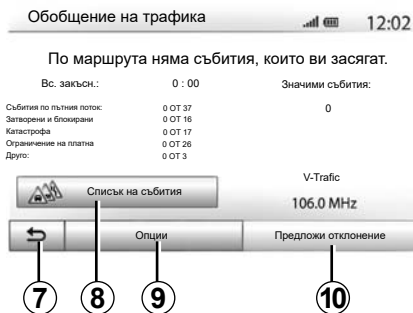 Обобщение на трафика 12:02
По маршрута няма събития, които ви засягат.
Вс. закъсн.: 0 : 00 Значими събития:
Събития по пътния поток: 0 ОТ 37 0
Затворени и блокирани 0 ОТ 16
Катастрофа 0 ОТ 17
Ограничение на платна 0 ОТ 26
Друго: 0 ОТ 3
V-Trafic
Списък на събития 106.0 MHz
Опции Предложи отклонение
7 8 9 10